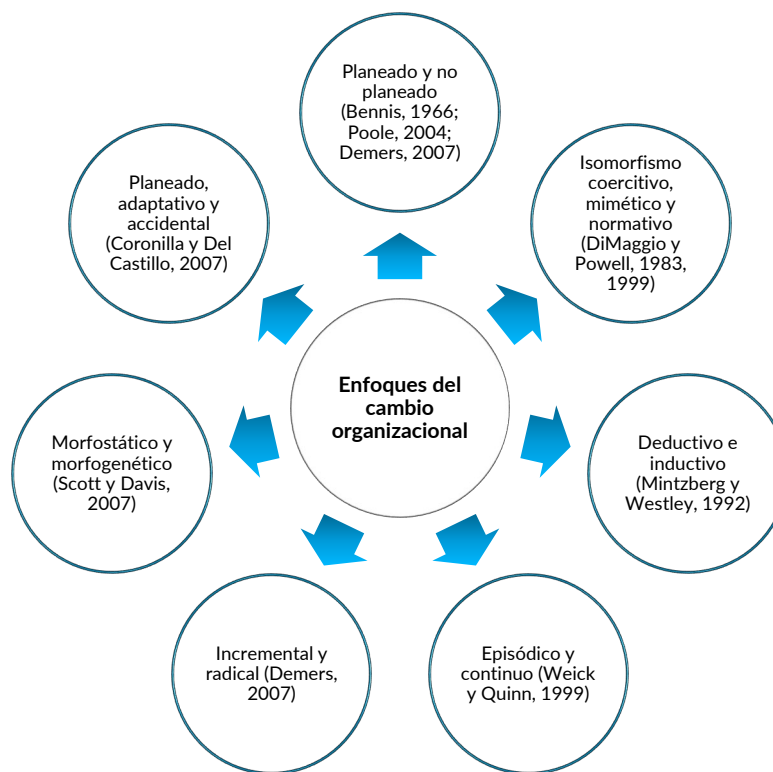 Planeado y no
planeado
(Bennis, 1966;
Poole, 2004;
Demers, 2007)
Isomorfismo
coercitivo,
mimético y
normativo
(DiMaggio y
Powell, 1983,
1999)
Deductivo e
inductivo
(Mintzberg y
Westley, 1992)
Episódico y
continuo (Weick
y Quinn, 1999)
Incremental y
radical (Demers,
2007)
Morfostático y
morfogenético
(Scott y Davis,
2007)
Planeado,
adaptativo y
accidental
(Coronilla y Del
Castillo, 2007)
Enfoques del
cambio
organizacional